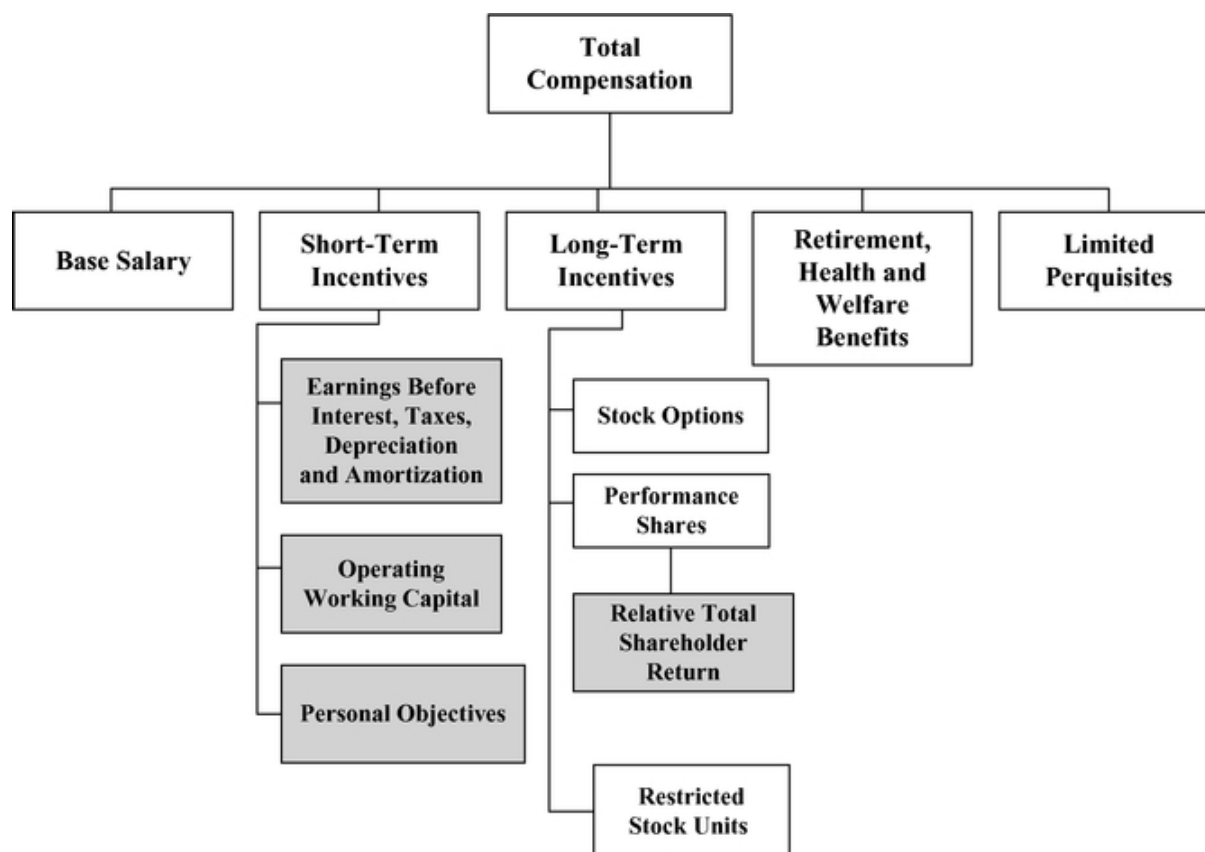 Total
Compensation
Base Salary
Short-Term
Incentives
Long-Term
Incentives
Retirement,
Health and
Welfare
Benefits
Limited
Perquisites
Earnings Before
Interest, Taxes,
Depreciation
and Amortization
Operating
Working Capital
Personal Objectives
Stock Options
Performance
Shares
Relative Total
Shareholder
Return
Restricted
Stock Units